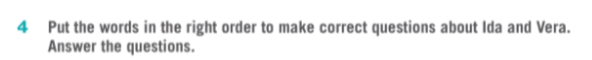 4 Put the words in the right order to make correct questions about Ida and Vera.
Answer the questions.